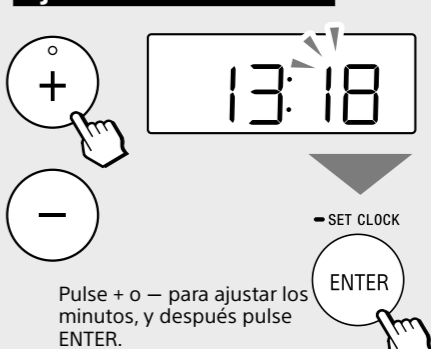 +
13:18
−
SET CLOCK
ENTER
Pulse + o − para ajustar los
minutos, y después pulse
ENTER.